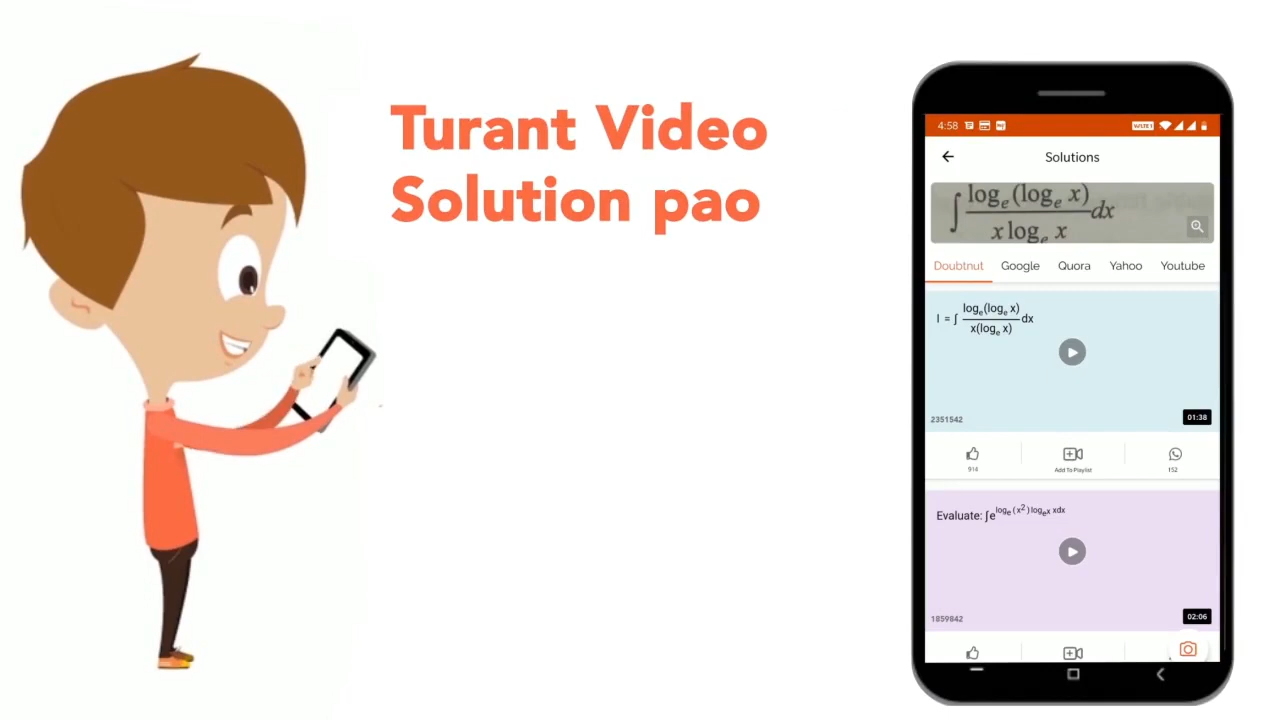 Turant Video
Solution pao
4:58
Solutions
∫ logₑ(logₑ x) / x logₑ x dx
Doubtnut Google Quora Yahoo Youtube
I = ∫ logₑ(logₑ x) / x(logₑ x) dx
2351542 01:38
914 Add To Playlist 152
Evaluate: ∫e^logₑ(x²)logₑx xdx
1859842 02:06